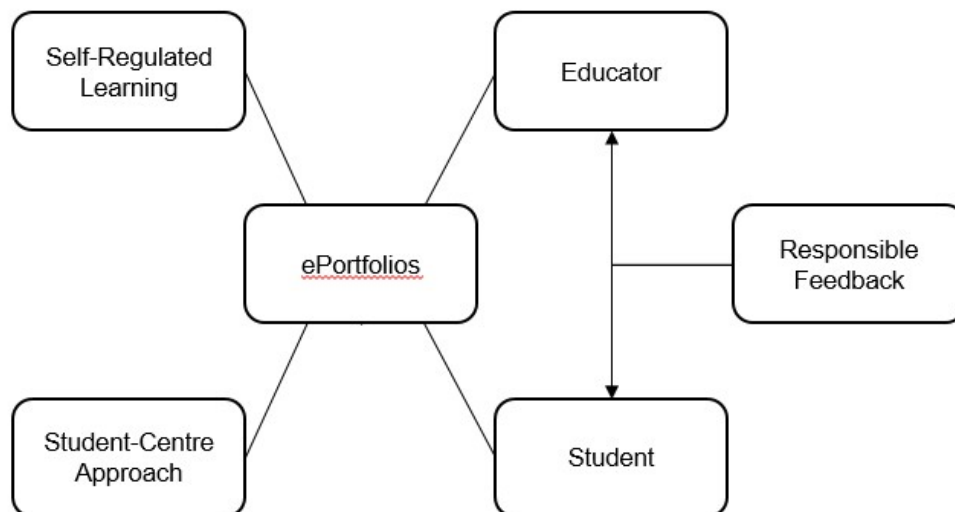 Self-Regulated
Learning
Educator
ePortfolios
Responsible
Feedback
Student-Centre
Approach
Student